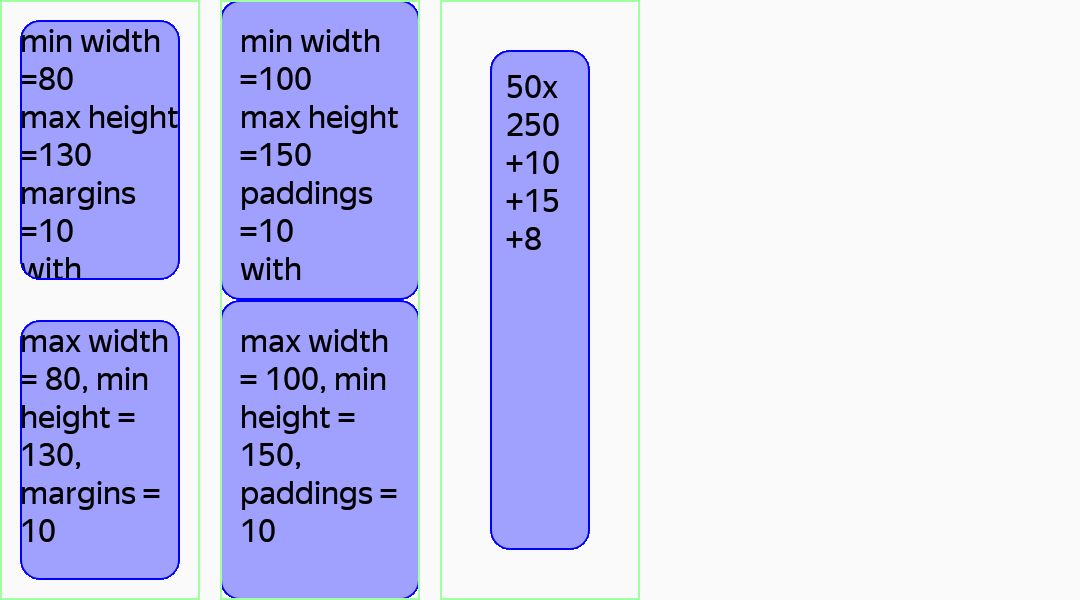 min width
=80
max height
=130
margins
=10
with
max width
= 80, min
height =
130,
margins =
10
min width
=100
max height
=150
paddings
=10
with
max width
= 100, min
height =
150,
paddings =
10
50x
250
+10
+15
+8